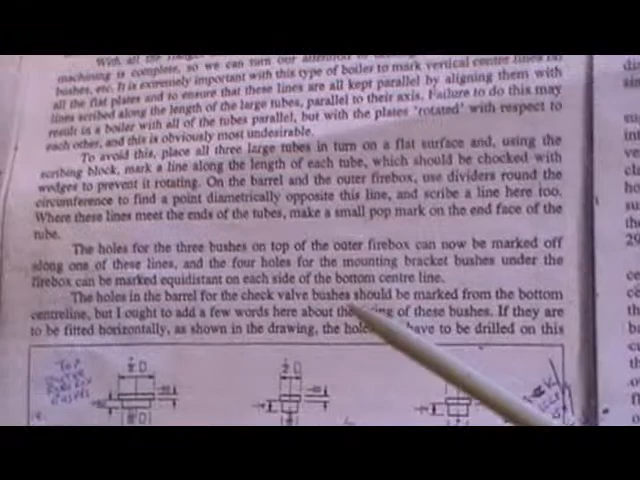 With all the
machining is complete, so we can turn our attention
bushes, etc. It is extremely important with this type of boiler to mark vertical centre lines on
all the flat plates and to ensure that these lines are all kept parallel by aligning them with
lines scribed along the length of the large tubes, parallel to their axis. Failure to do this may
result in a boiler with all of the tubes parallel, but with the plates "rotated" with respect to
each other, and this is obviously most undesirable.
To avoid this, place all three large tubes in turn on a flat surface and, using the
scribing block, mark a line along the length of each tube, which should be chocked with
wedges to prevent it rotating. On the barrel and the outer firebox, use dividers round the
circumference to find a point diametrically opposite this line, and scribe a line here too.
Where these lines meet the ends of the tubes, make a small pop mark on the end face of the
tube.
The holes for the three bushes on top of the outer firebox can now be marked off
along one of these lines, and the four holes for the mounting bracket bushes under the
firebox can be marked equidistant on each side of the bottom centre line.
The holes in the barrel for the check valve bushes should be marked from the bottom
centreline, but I ought to add a few words here about the of these bushes. If they are
to be fitted horizontally, as shown in the drawing, the have to be drilled on this